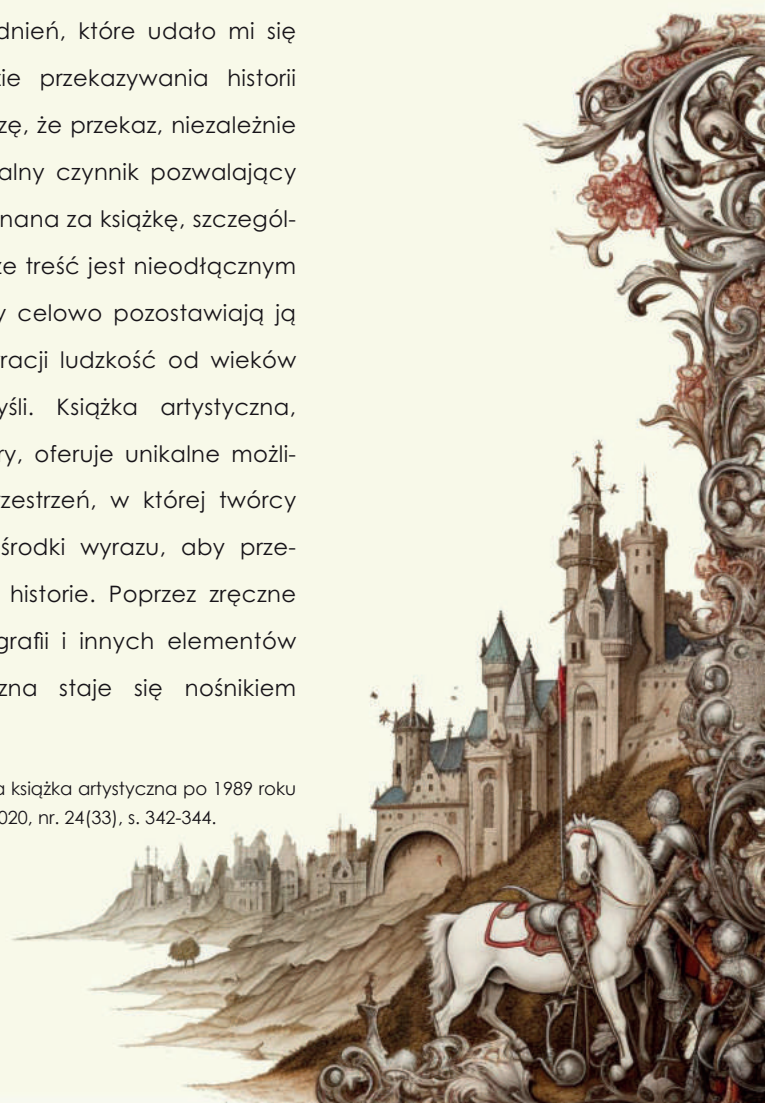 dnień, które udało mi się
zie przekazywania historii
zę, że przekaz, niezależnie
alny czynnik pozwalający
nana za książkę, szczegól-
że treść jest nieodłącznym
y celowo pozostawiają ją
racji ludzkość od wieków
yśli. Książka artystyczna,
ry, oferuje unikalne możli-
zestrzeń, w której twórcy
środki wyrazu, aby prze-
historie. Poprzez zręczne
grafii i innych elementów
zna staje się nośnikiem
a książka artystyczna po 1989 roku
020, nr. 24(33), s. 342-344.